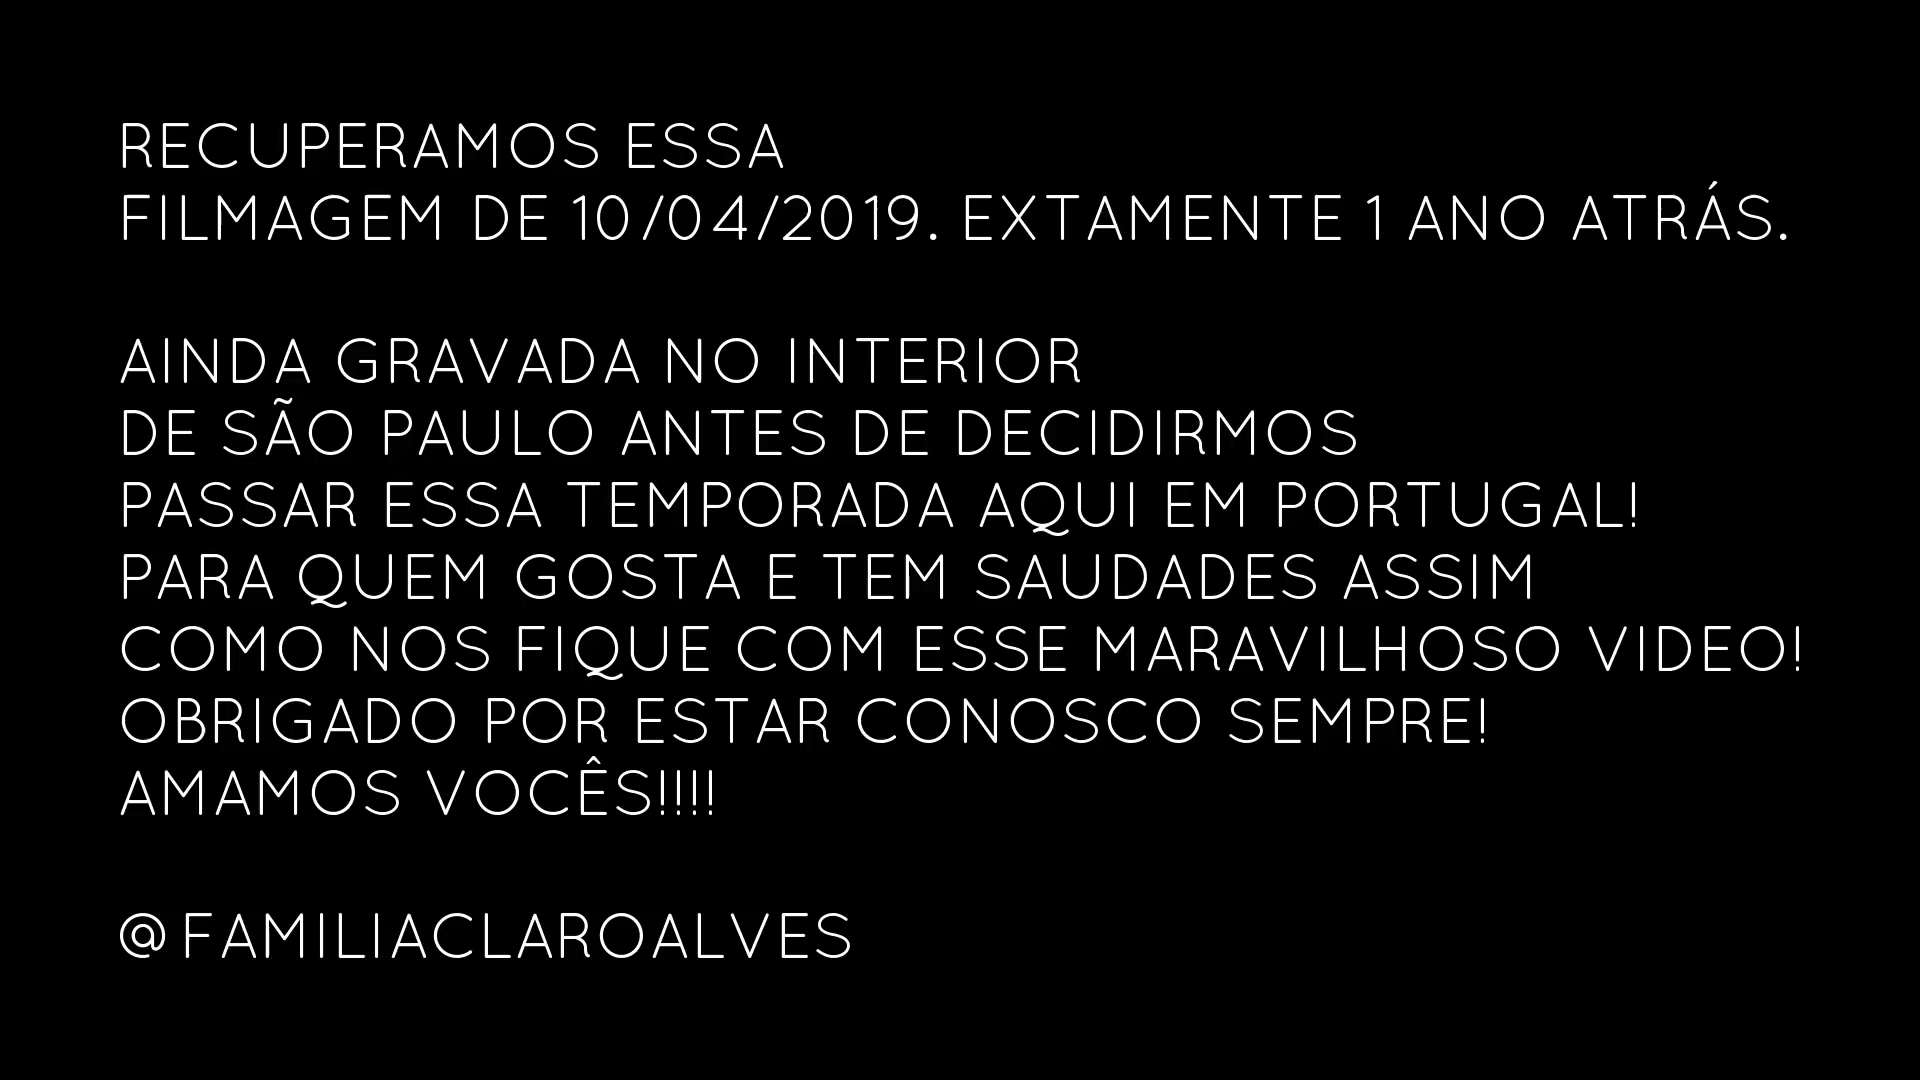 RECUPERAMOS ESSA
FILMAGEM DE 10/04/2019. EXTAMENTE 1 ANO ATRÁS.
AINDA GRAVADA NO INTERIOR
DE SÃO PAULO ANTES DE DECIDIRMOS
PASSAR ESSA TEMPORADA AQUI EM PORTUGAL!
PARA QUEM GOSTA E TEM SAUDADES ASSIM
COMO NOS FIQUE COM ESSE MARAVILHOSO VIDEO!
OBRIGADO POR ESTAR CONOSCO SEMPRE!
AMAMOS VOCÊS!!!!
@FAMILIACLAROALVES